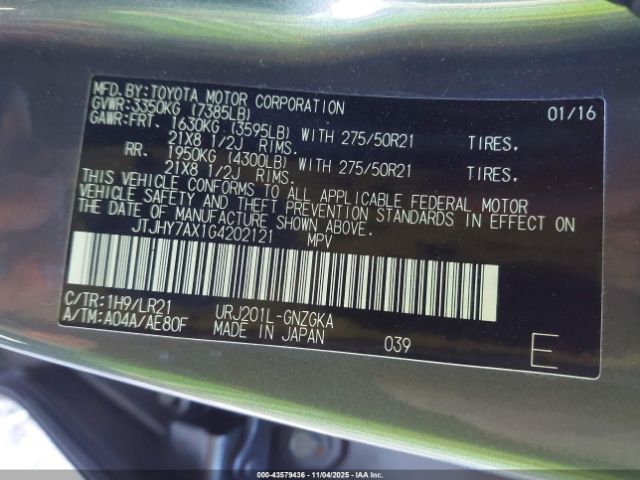 MFD.BY:TOYOTA MOTOR CORPORATION 01/16
GVWR:3350KG (7385LB)
GAWR:FRT. 1630KG (3595LB) WITH 275/50R21 TIRES.
21X8 1/2J RIMS.
RR. 1950KG (4300LB) WITH 275/50R21 TIRES.
21X8 1/2J RIMS.
THIS VEHICLE CONFORMS TO ALL APPLICABLE FEDERAL MOTOR
VEHICLE SAFETY AND THEFT PREVENTION STANDARDS IN EFFECT ON
THE DATE OF MANUFACTURE SHOWN ABOVE.
JTJHY7AX1G4202121 MPV
C/TR:1H9/LR21 URJ201L-GNZGKA
A/TM:A04A/AE80F MADE IN JAPAN 039 E
000-43579436 - 11/04/2025 - IAAI.COM